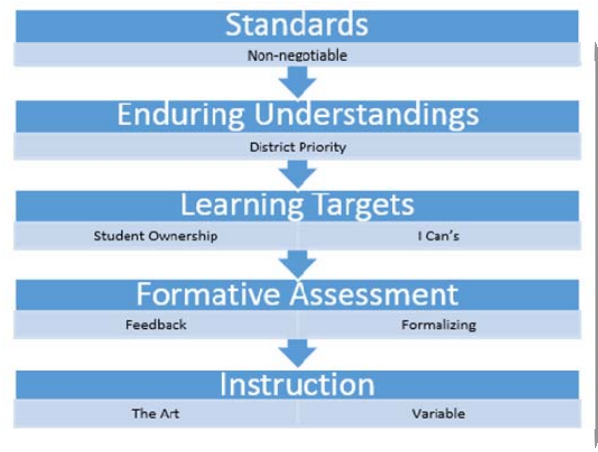 Standards
Non-negotiable
Enduring Understandings
District Priority
Learning Targets
Student Ownership
I Can's
Formative Assessment
Feedback
Formalizing
Instruction
The Art
Variable